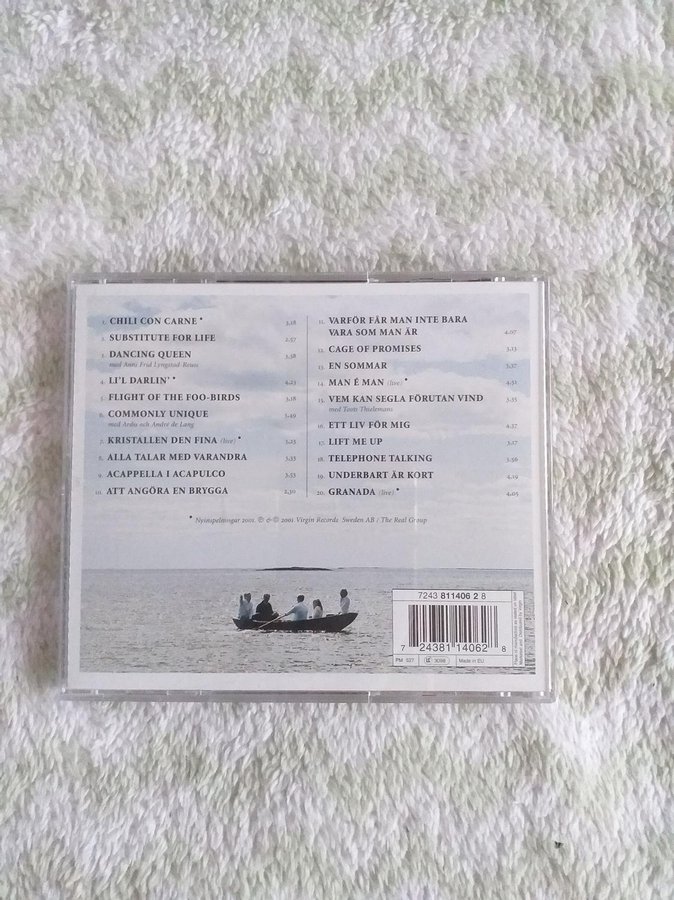 1. CHILI CON CARNE * 3,18
2. SUBSTITUTE FOR LIFE 2,57
3. DANCING QUEEN 3,38
med Anni Frid Lyngstad Reuss
4. LI'L DARLIN' * 4,23
5. FLIGHT OF THE FOO-BIRDS 3,18
6. COMMONLY UNIQUE 3,49
med Ardis och Andre de Lang
7. KRISTALLEN DEN FINA (live) * 3,25
8. ALLA TALAR MED VARANDRA 3,33
9. ACAPPELLA I ACAPULCO 3,53
10. ATT ANGÖRA EN BRYGGA 2,30
11. VARFÖR FÅR MAN INTE BARA
VARA SOM MAN ÄR 4,07
12. CAGE OF PROMISES 3,13
13. EN SOMMAR 3,37
14. MAN É MAN (live) * 4,52
15. VEM KAN SEGLA FÖRUTAN VIND 3,35
med Toots Thielemans
16. ETT LIV FÖR MIG 4,37
17. LIFT ME UP 3,17
18. TELEPHONE TALKING 3,56
19. UNDERBART ÄR KORT 4,19
20. GRANADA (live) * 4,05
* Nyinspelningar 2001. ℗ & © 2001 Virgin Records Sweden AB / The Real Group
7243 811406 2 8
7 24381 14062 8
PM 527 LC 3098 Made in EU